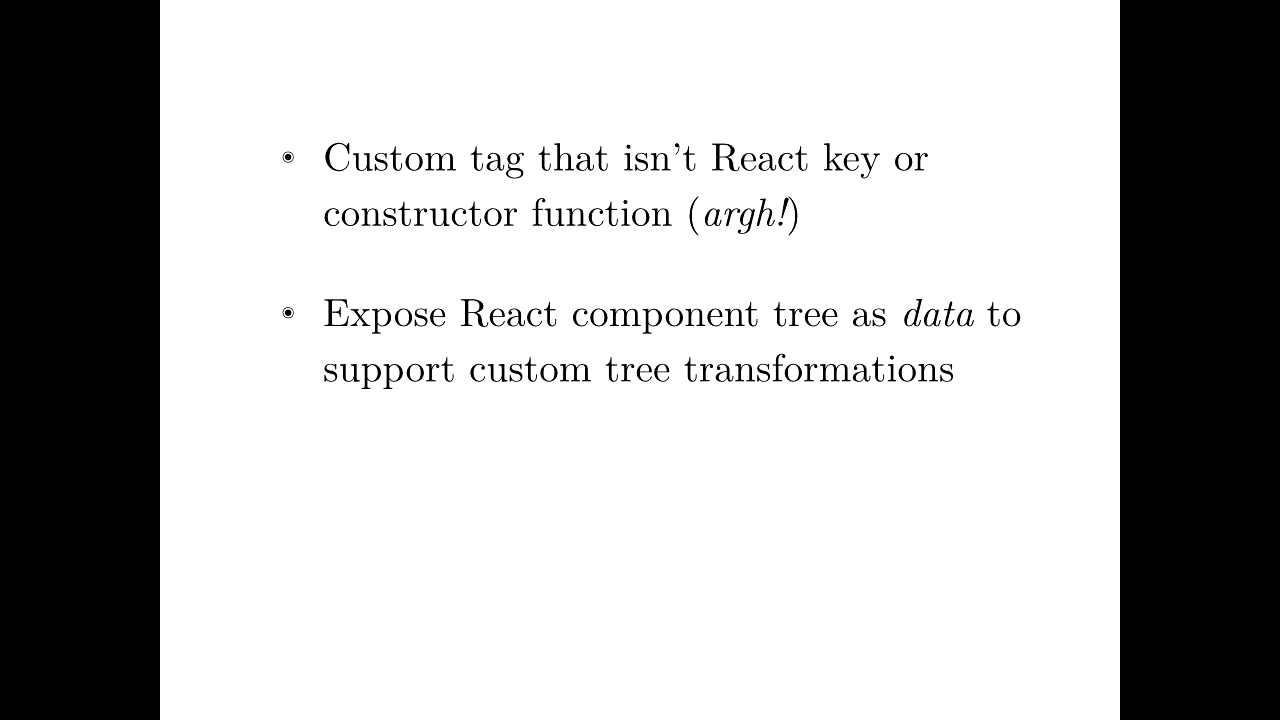 ◉ Custom tag that isn't React key or
constructor function (argh!)
◉ Expose React component tree as data to
support custom tree transformations